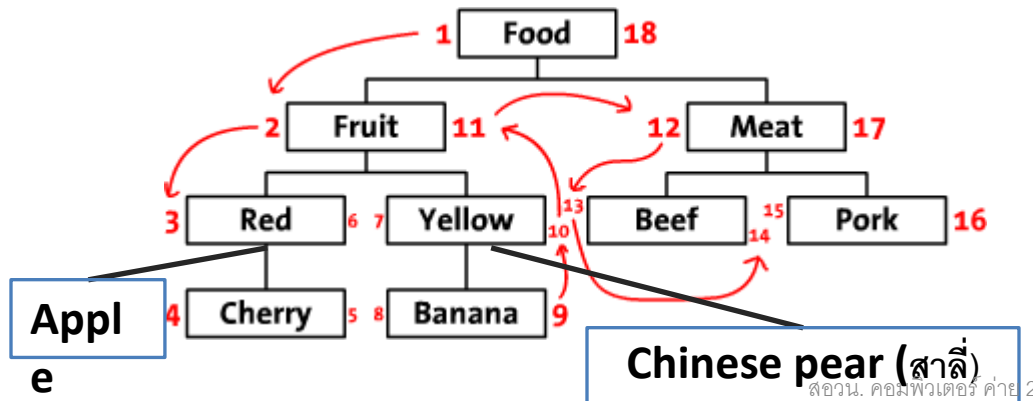 1 Food 18
2 Fruit 11 12 Meat 17
3 Red 6 7 Yellow 10 13 Beef 14 15 Pork 16
4 Cherry 5 8 Banana 9
Appl
e
Chinese pear (สาลี่)
สอวน. คอมพิวเตอร์ ค่าย 2